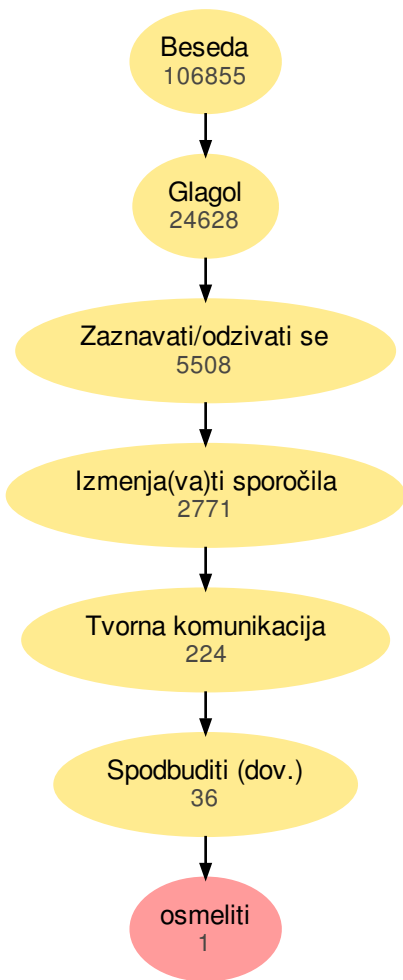 Beseda
106855
Glagol
24628
Zaznavati/odzivati se
5508
Izmenja(va)ti sporočila
2771
Tvorna komunikacija
224
Spodbuditi (dov.)
36
osmeliti
1